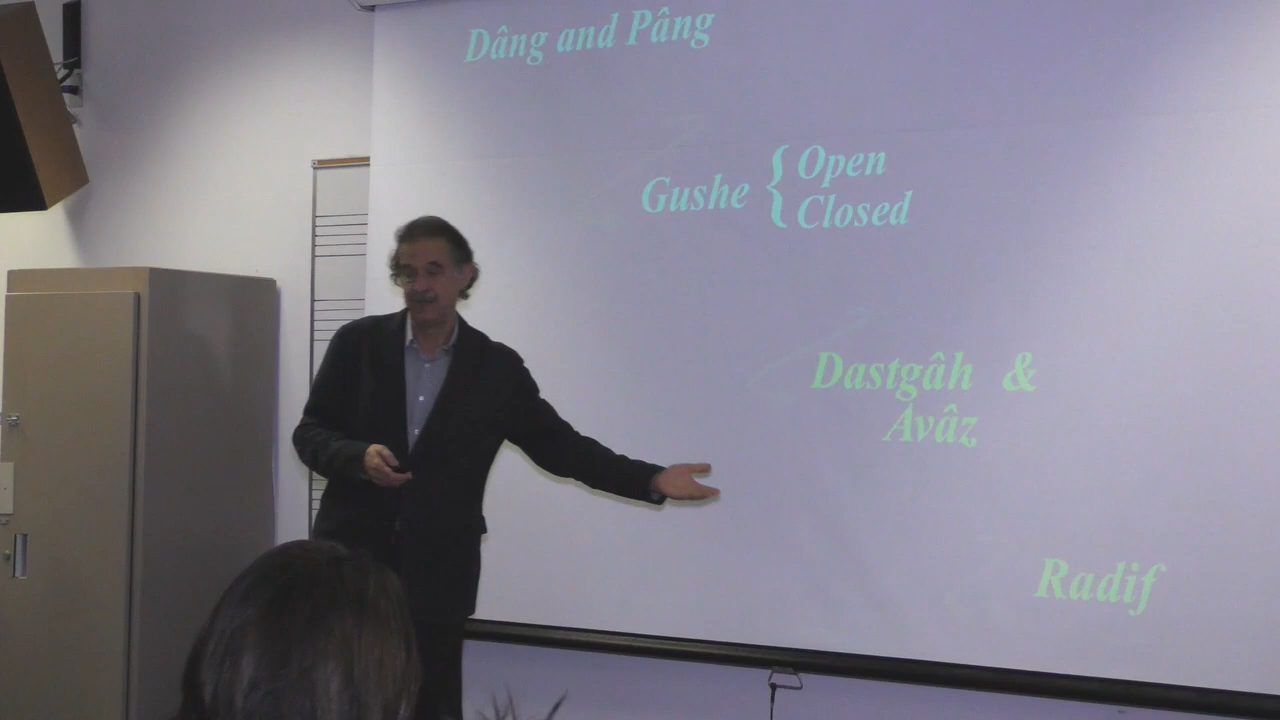 Dâng and Pâng
Gushe { Open
Closed
Dastgâh &
Avâz
Radif